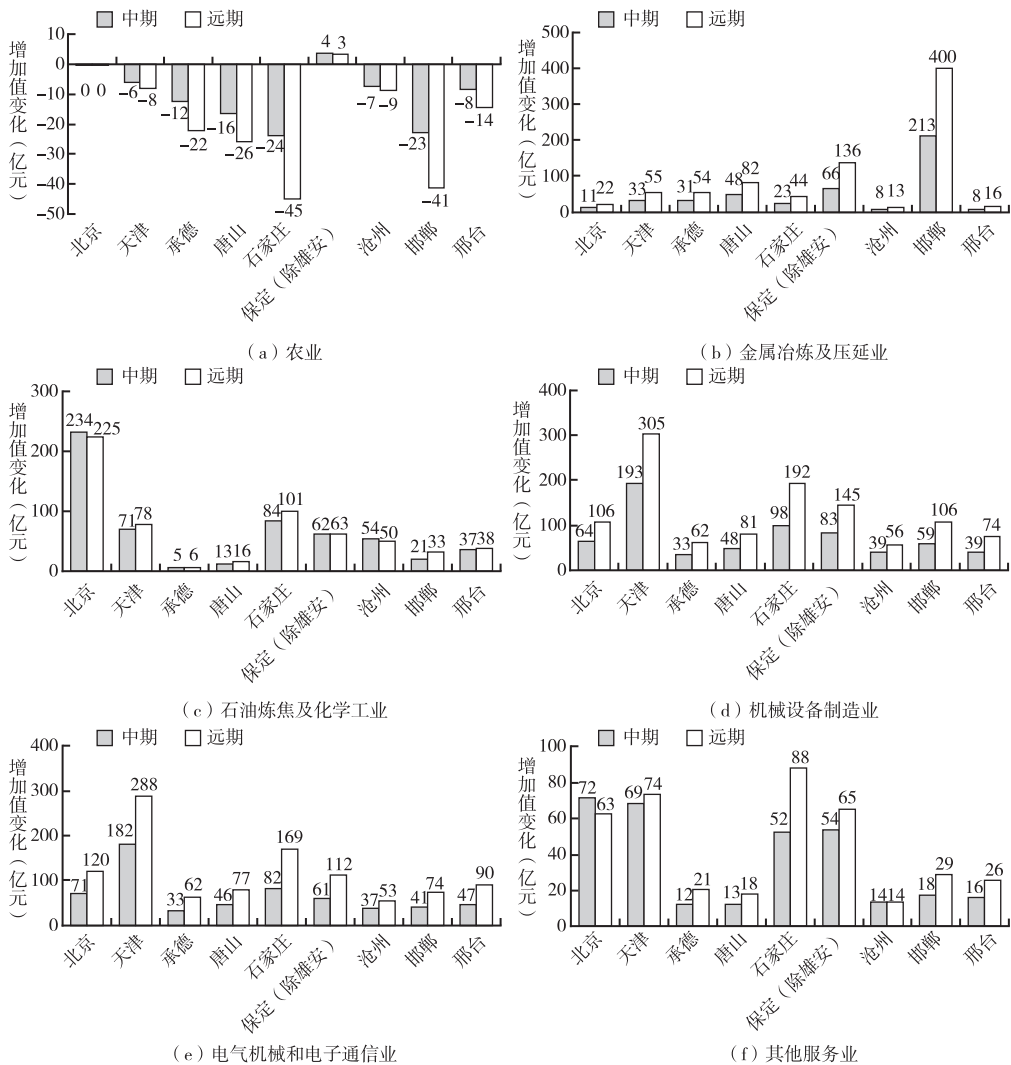 中期 远期
增加值变化（亿元）
10
0
-10
-20
-30
-40
-50
0 0 -6 -8 -12 -22 -16 -26 -24 -45 4 3 -7 -9 -23 -41 -8 -14
北京 天津 承德 唐山 石家庄 保定（除雄安） 沧州 邯郸 邢台
（a）农业
中期 远期
增加值变化（亿元）
500
400
300
200
100
0
11 22 33 55 31 54 48 82 23 44 66 136 8 13 213 400 8 16
北京 天津 承德 唐山 石家庄 保定（除雄安） 沧州 邯郸 邢台
（b）金属冶炼及压延业
中期 远期
增加值变化（亿元）
300
200
100
0
234 225 71 78 5 6 13 16 84 101 62 63 54 50 21 33 37 38
北京 天津 承德 唐山 石家庄 保定（除雄安） 沧州 邯郸 邢台
（c）石油炼焦及化学工业
中期 远期
增加值变化（亿元）
400
300
200
100
0
64 106 193 305 33 62 48 81 98 192 83 145 39 56 59 106 39 74
北京 天津 承德 唐山 石家庄 保定（除雄安） 沧州 邯郸 邢台
（d）机械设备制造业
中期 远期
增加值变化（亿元）
400
300
200
100
0
71 120 182 288 33 62 46 77 82 169 61 112 37 53 41 74 47 90
北京 天津 承德 唐山 石家庄 保定（除雄安） 沧州 邯郸 邢台
（e）电气机械和电子通信业
中期 远期
增加值变化（亿元）
100
80
60
40
20
0
72 63 69 74 12 21 13 18 52 88 54 65 14 14 18 29 16 26
北京 天津 承德 唐山 石家庄 保定（除雄安） 沧州 邯郸 邢台
（f）其他服务业